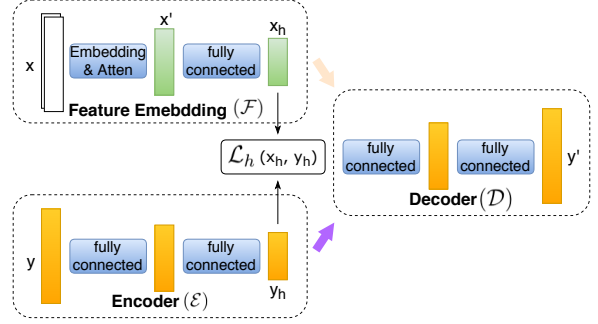 x
Embedding
& Atten
x'
fully
connected
x_h
Feature Emebdding (ℱ)
ℒ_h (x_h, y_h)
y
fully
connected
fully
connected
y_h
Encoder (ℰ)
fully
connected
fully
connected
y'
Decoder (𝒟)